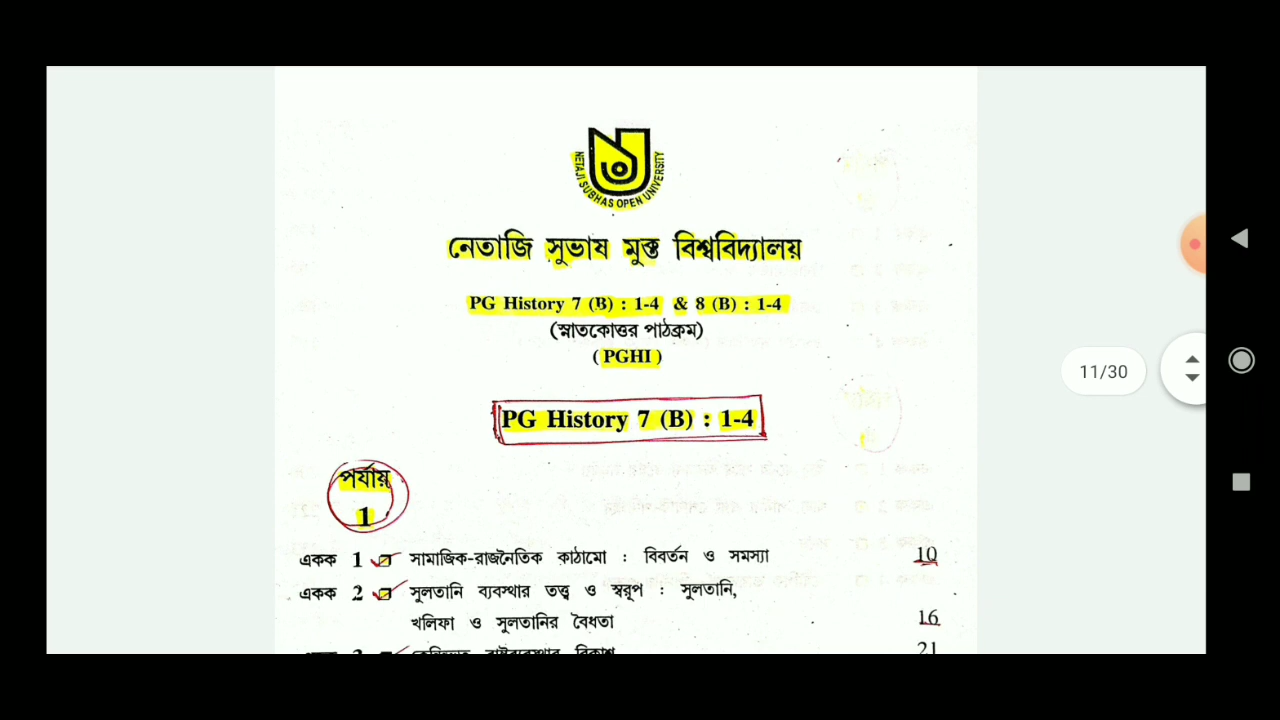 NETAJI SUBHAS OPEN UNIVERSITY
নেতাজি সুভাষ মুক্ত বিশ্ববিদ্যালয়
PG History 7 (B) : 1-4 & 8 (B) : 1-4
(স্নাতকোত্তর পাঠক্রম)
( PGHI )
PG History 7 (B) : 1-4
11/30
পর্যায়
1
একক 1 সামাজিক-রাজনৈতিক কাঠামো : বিবর্তন ও সমস্যা 10
একক 2 সুলতানি ব্যবস্থার তত্ত্ব ও স্বরূপ : সুলতানি,
খলিফা ও সুলতানির বৈধতা 16
21